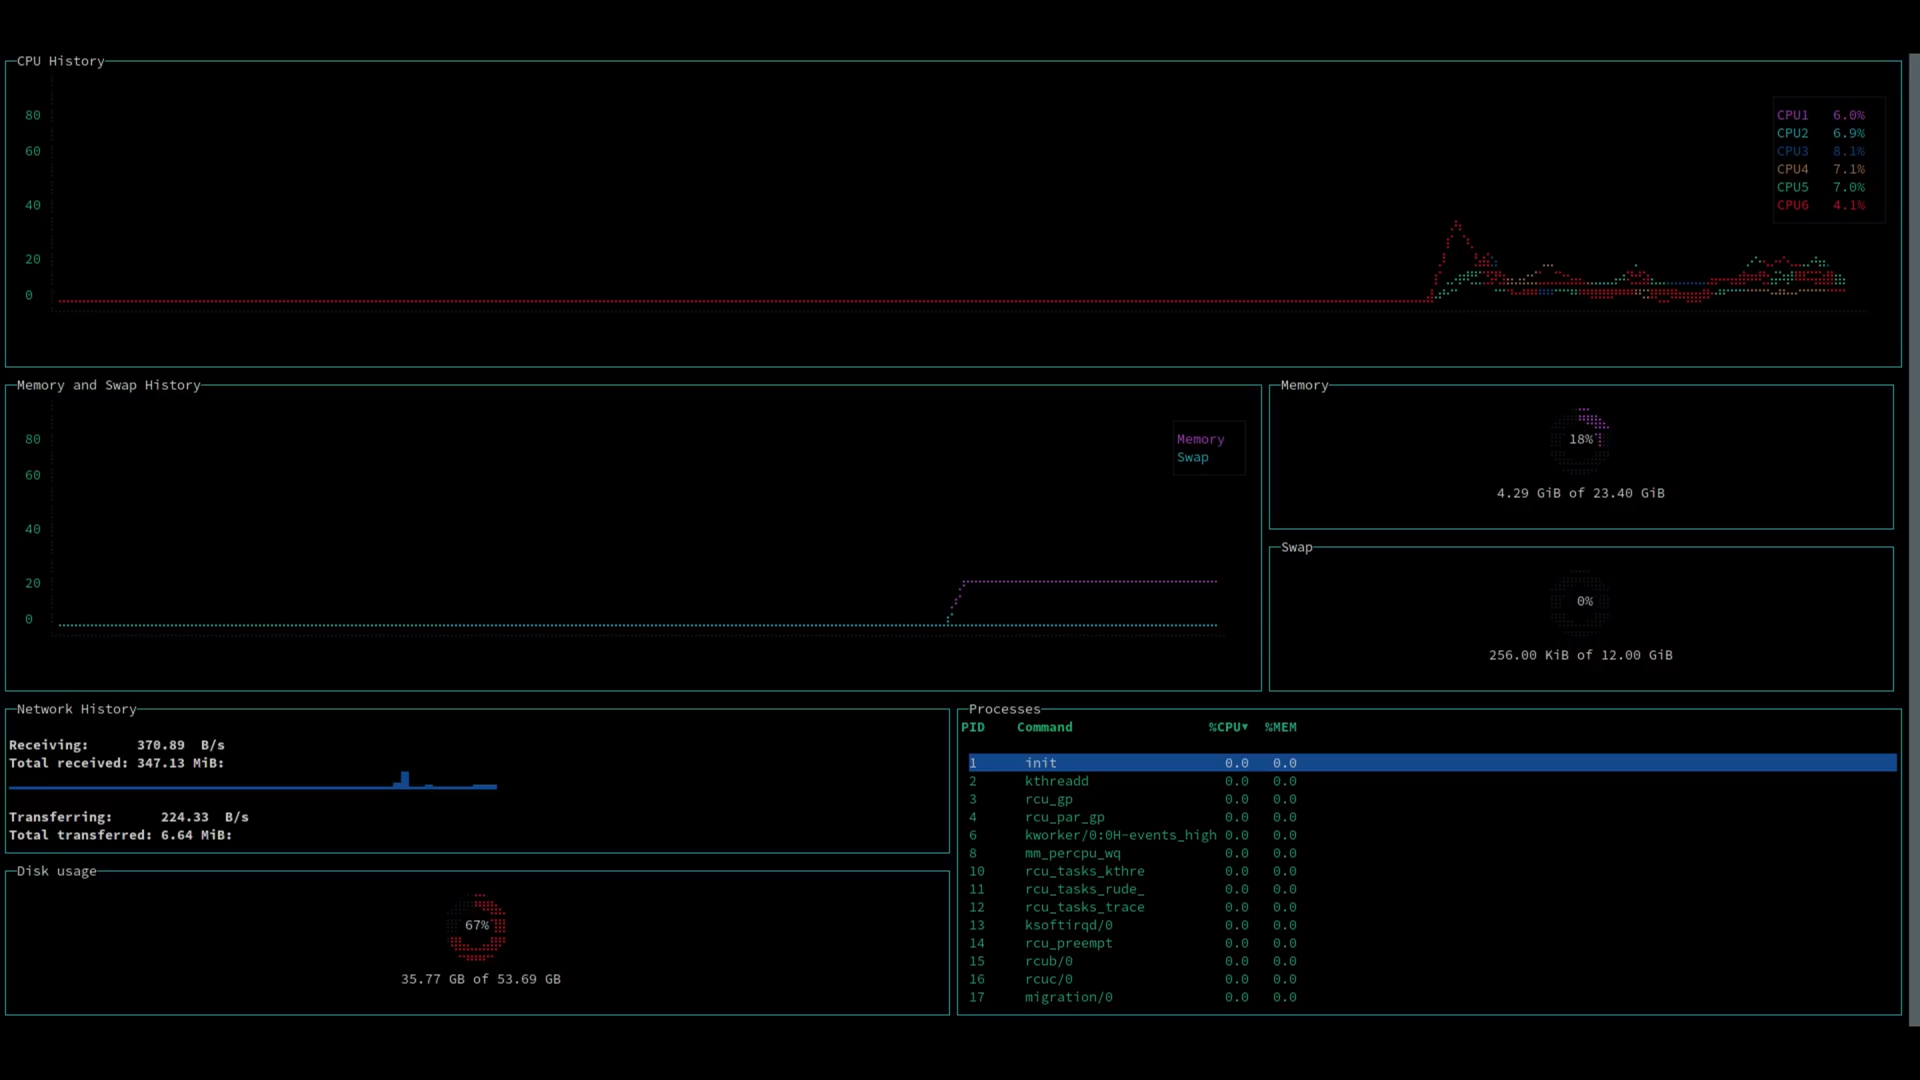 CPU History
80
60
40
20
0
CPU1 6.0%
CPU2 6.9%
CPU3 8.1%
CPU4 7.1%
CPU5 7.0%
CPU6 4.1%
Memory and Swap History
80
60
40
20
0
Memory
Swap
Memory
18%
4.29 GiB of 23.40 GiB
Swap
0%
256.00 KiB of 12.00 GiB
Network History
Receiving: 370.89 B/s
Total received: 347.13 MiB:
Transferring: 224.33 B/s
Total transferred: 6.64 MiB:
Disk usage
67%
35.77 GB of 53.69 GB
Processes
PID Command %CPU▼ %MEM
1 init 0.0 0.0
2 kthreadd 0.0 0.0
3 rcu_gp 0.0 0.0
4 rcu_par_gp 0.0 0.0
6 kworker/0:0H-events_high 0.0 0.0
8 mm_percpu_wq 0.0 0.0
10 rcu_tasks_kthre 0.0 0.0
11 rcu_tasks_rude_ 0.0 0.0
12 rcu_tasks_trace 0.0 0.0
13 ksoftirqd/0 0.0 0.0
14 rcu_preempt 0.0 0.0
15 rcub/0 0.0 0.0
16 rcuc/0 0.0 0.0
17 migration/0 0.0 0.0